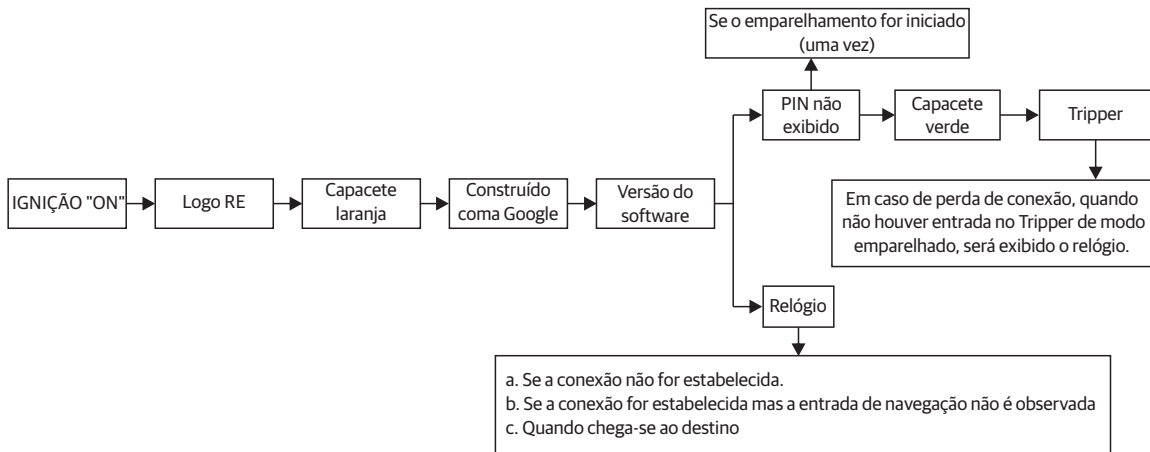 Se o emparelhamento for iniciado
(uma vez)
PIN não
exibido
Capacete
verde
Tripper
IGNIÇÃO "ON"
Logo RE
Capacete
laranja
Construído
coma Google
Versão do
software
Em caso de perda de conexão, quando
não houver entrada no Tripper de modo
emparelhado, será exibido o relógio.
Relógio
a. Se a conexão não for estabelecida.
b. Se a conexão for estabelecida mas a entrada de navegação não é observada
c. Quando chega-se ao destino